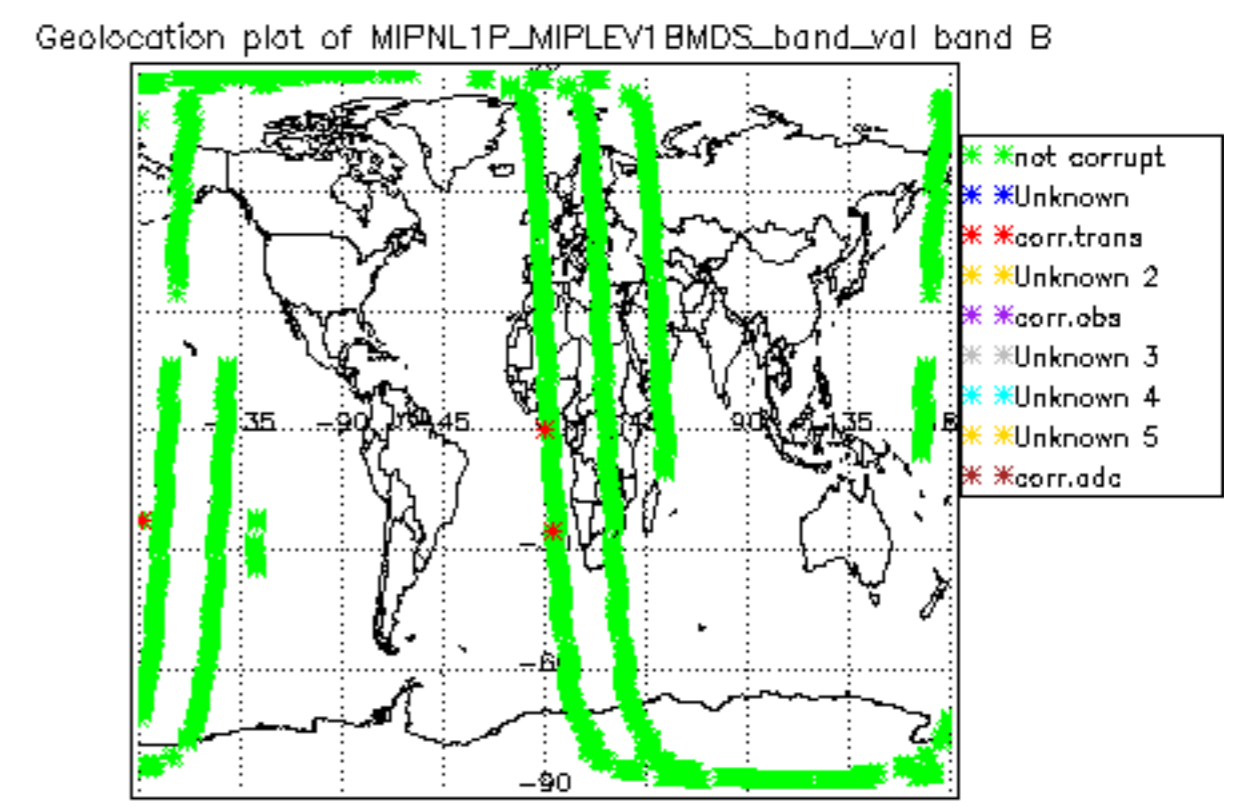 Geolocation plot of MIPNL1P_MIPLEV1BMDS_band_val band B
not corrupt
Unknown
corr.trans
Unknown 2
corr.obs
Unknown 3
Unknown 4
Unknown 5
corr.adc
-90
45
90
135
-60
-90